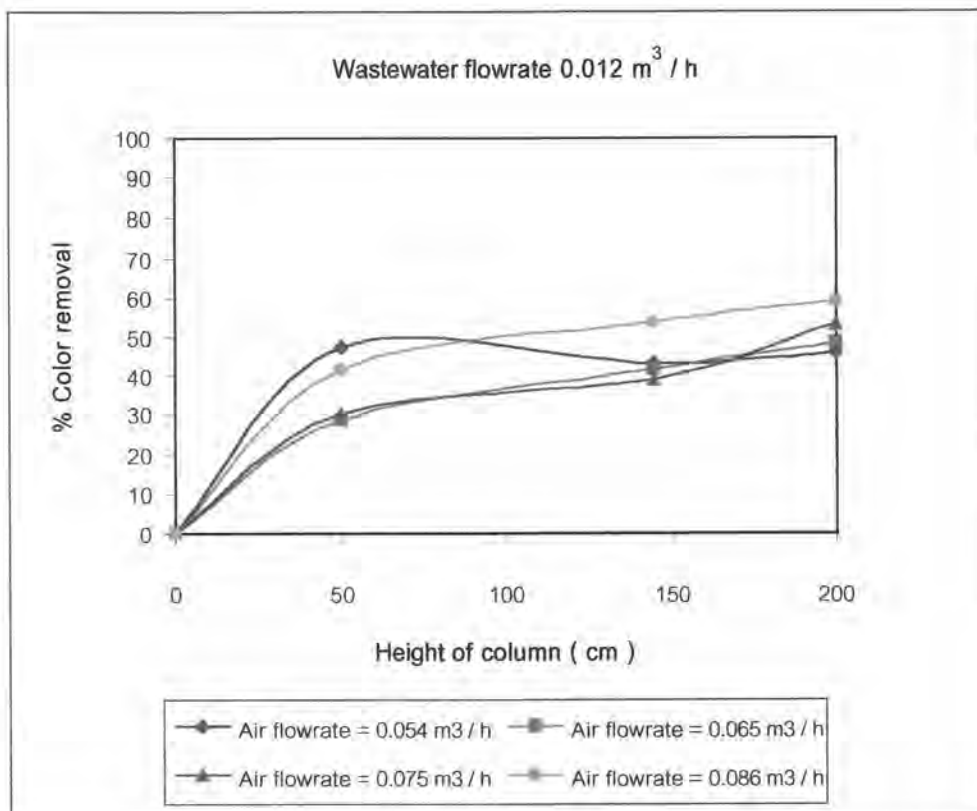 Wastewater flowrate 0.012 m³ / h
100
90
80
70
60
50
40
30
20
10
0
% Color removal
0 50 100 150 200
Height of column ( cm )
Air flowrate = 0.054 m3 / h Air flowrate = 0.065 m3 / h
Air flowrate = 0.075 m3 / h Air flowrate = 0.086 m3 / h